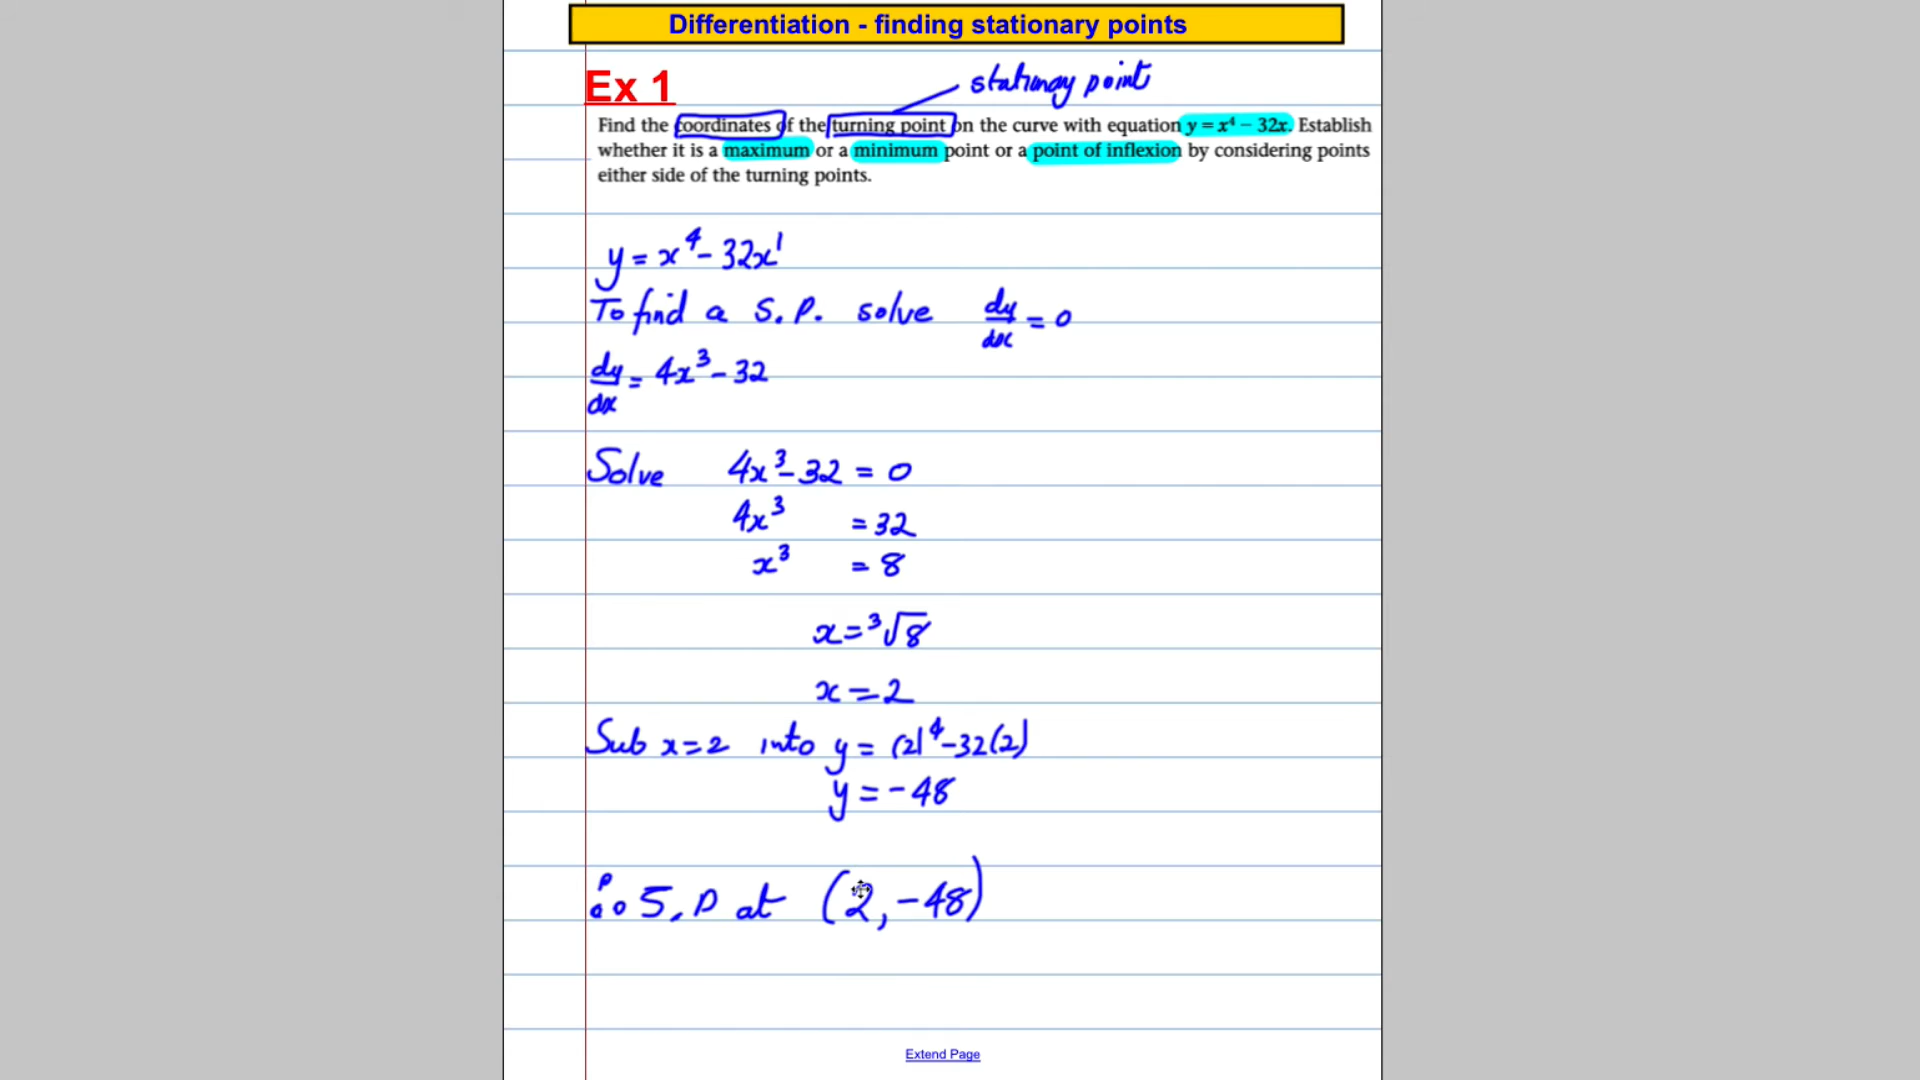 Differentiation - finding stationary points
Ex 1
stationary point
Find the coordinates of the turning point on the curve with equation y = x⁴ – 32x. Establish
whether it is a maximum or a minimum point or a point of inflexion by considering points
either side of the turning points.
y = x⁴ - 32x¹
To find a S.P. solve dy/dx = 0
dy/dx = 4x³ - 32
Solve 4x³ - 32 = 0
4x³ = 32
x³ = 8
x = ³√8
x = 2
Sub x = 2 into y = (2)⁴ - 32(2)
y = -48
∴ S.P at (2, -48)
Extend Page